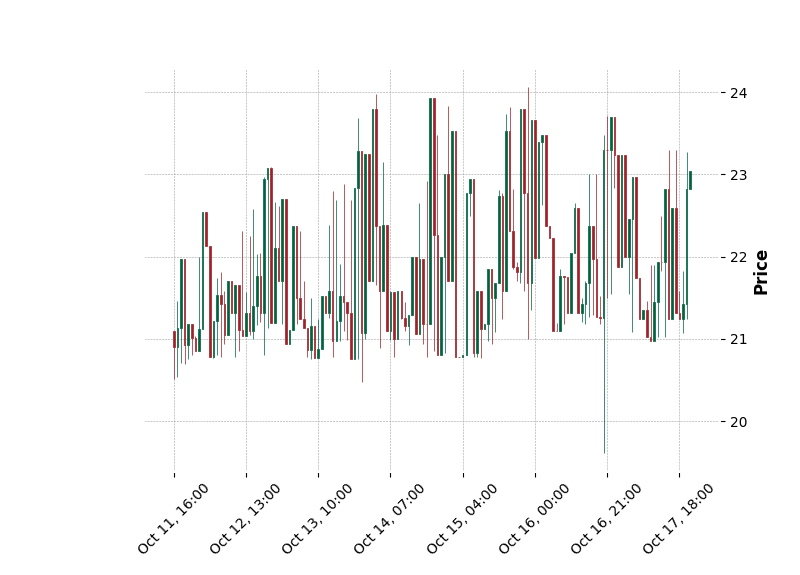 24
23
22
21
20
Price
Oct 11, 16:00
Oct 12, 13:00
Oct 13, 10:00
Oct 14, 07:00
Oct 15, 04:00
Oct 16, 00:00
Oct 16, 21:00
Oct 17, 18:00